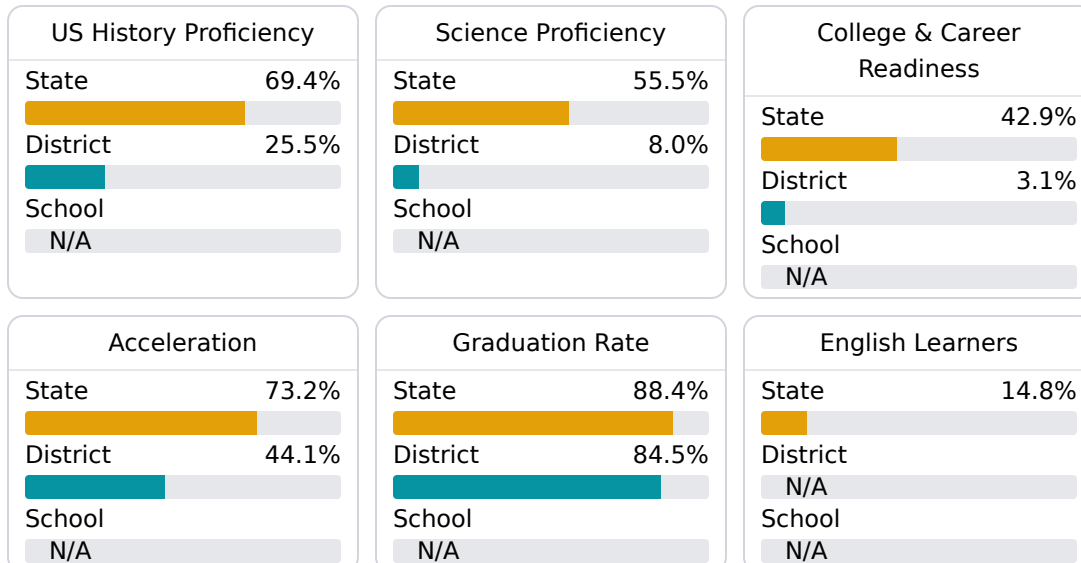 US History Proficiency
State 69.4%
District 25.5%
School
N/A
Science Proficiency
State 55.5%
District 8.0%
School
N/A
College & Career
Readiness
State 42.9%
District 3.1%
School
N/A
Acceleration
State 73.2%
District 44.1%
School
N/A
Graduation Rate
State 88.4%
District 84.5%
School
N/A
English Learners
State 14.8%
District
N/A
School
N/A